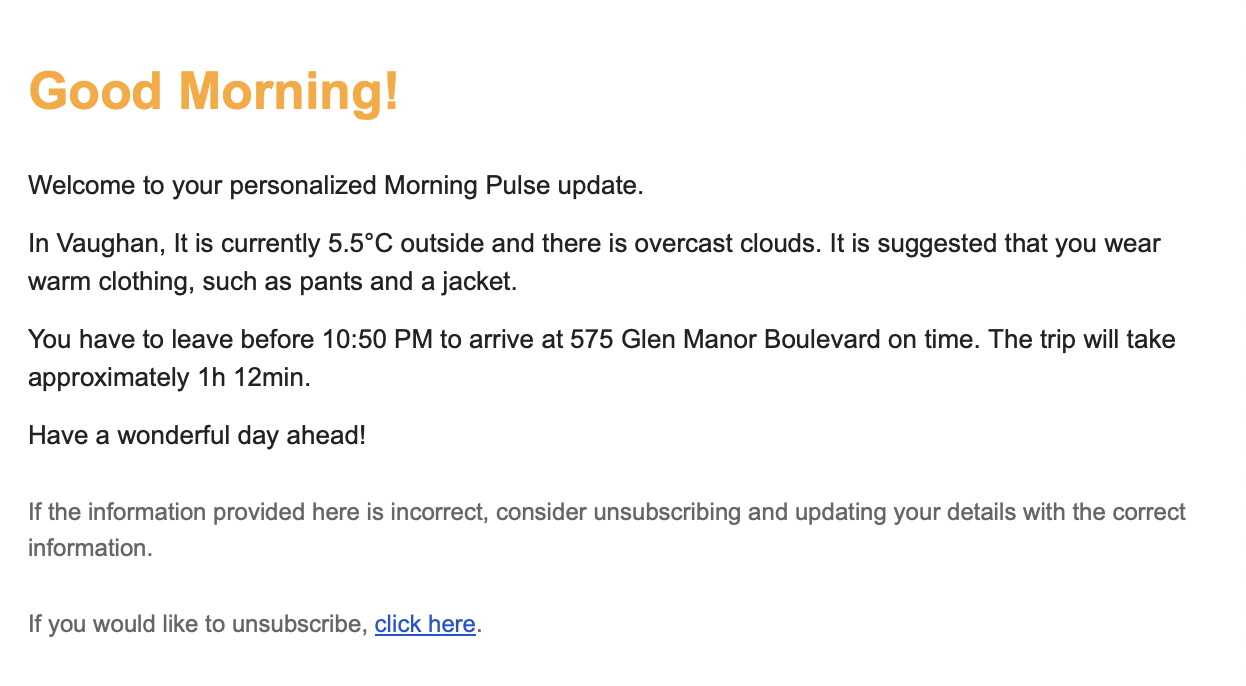 Good Morning!
Welcome to your personalized Morning Pulse update.
In Vaughan, It is currently 5.5°C outside and there is overcast clouds. It is suggested that you wear
warm clothing, such as pants and a jacket.
You have to leave before 10:50 PM to arrive at 575 Glen Manor Boulevard on time. The trip will take
approximately 1h 12min.
Have a wonderful day ahead!
If the information provided here is incorrect, consider unsubscribing and updating your details with the correct
information.
If you would like to unsubscribe, click here.